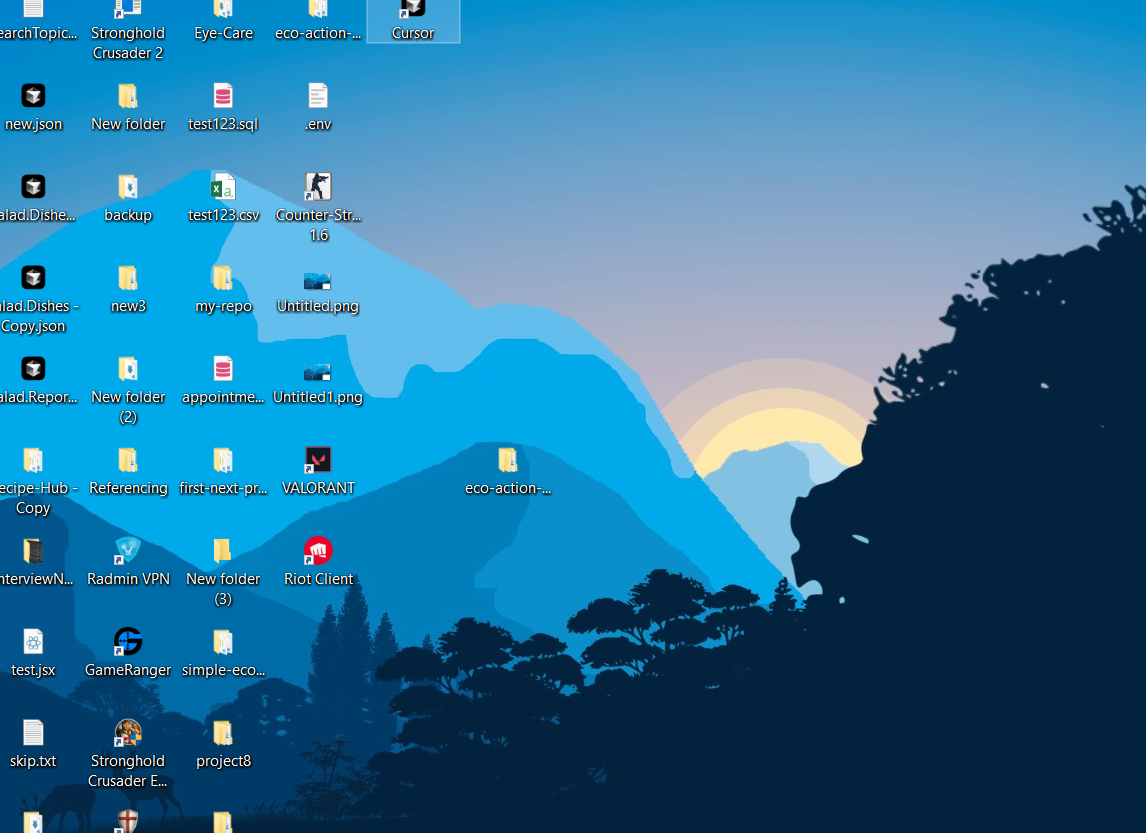 earchTopic...
Stronghold
Crusader 2
Eye-Care
eco-action-...
Cursor
new.json
New folder
test123.sql
.env
alad.Dishe...
backup
test123.csv
Counter-Str...
1.6
alad.Dishes -
Copy.json
new3
my-repo
Untitled.png
alad.Repor...
New folder
(2)
appointme...
Untitled1.png
ecipe-Hub -
Copy
Referencing
first-next-pr...
VALORANT
eco-action-...
nterviewN...
Radmin VPN
New folder
(3)
Riot Client
test.jsx
GameRanger
simple-eco...
skip.txt
Stronghold
Crusader E...
project8